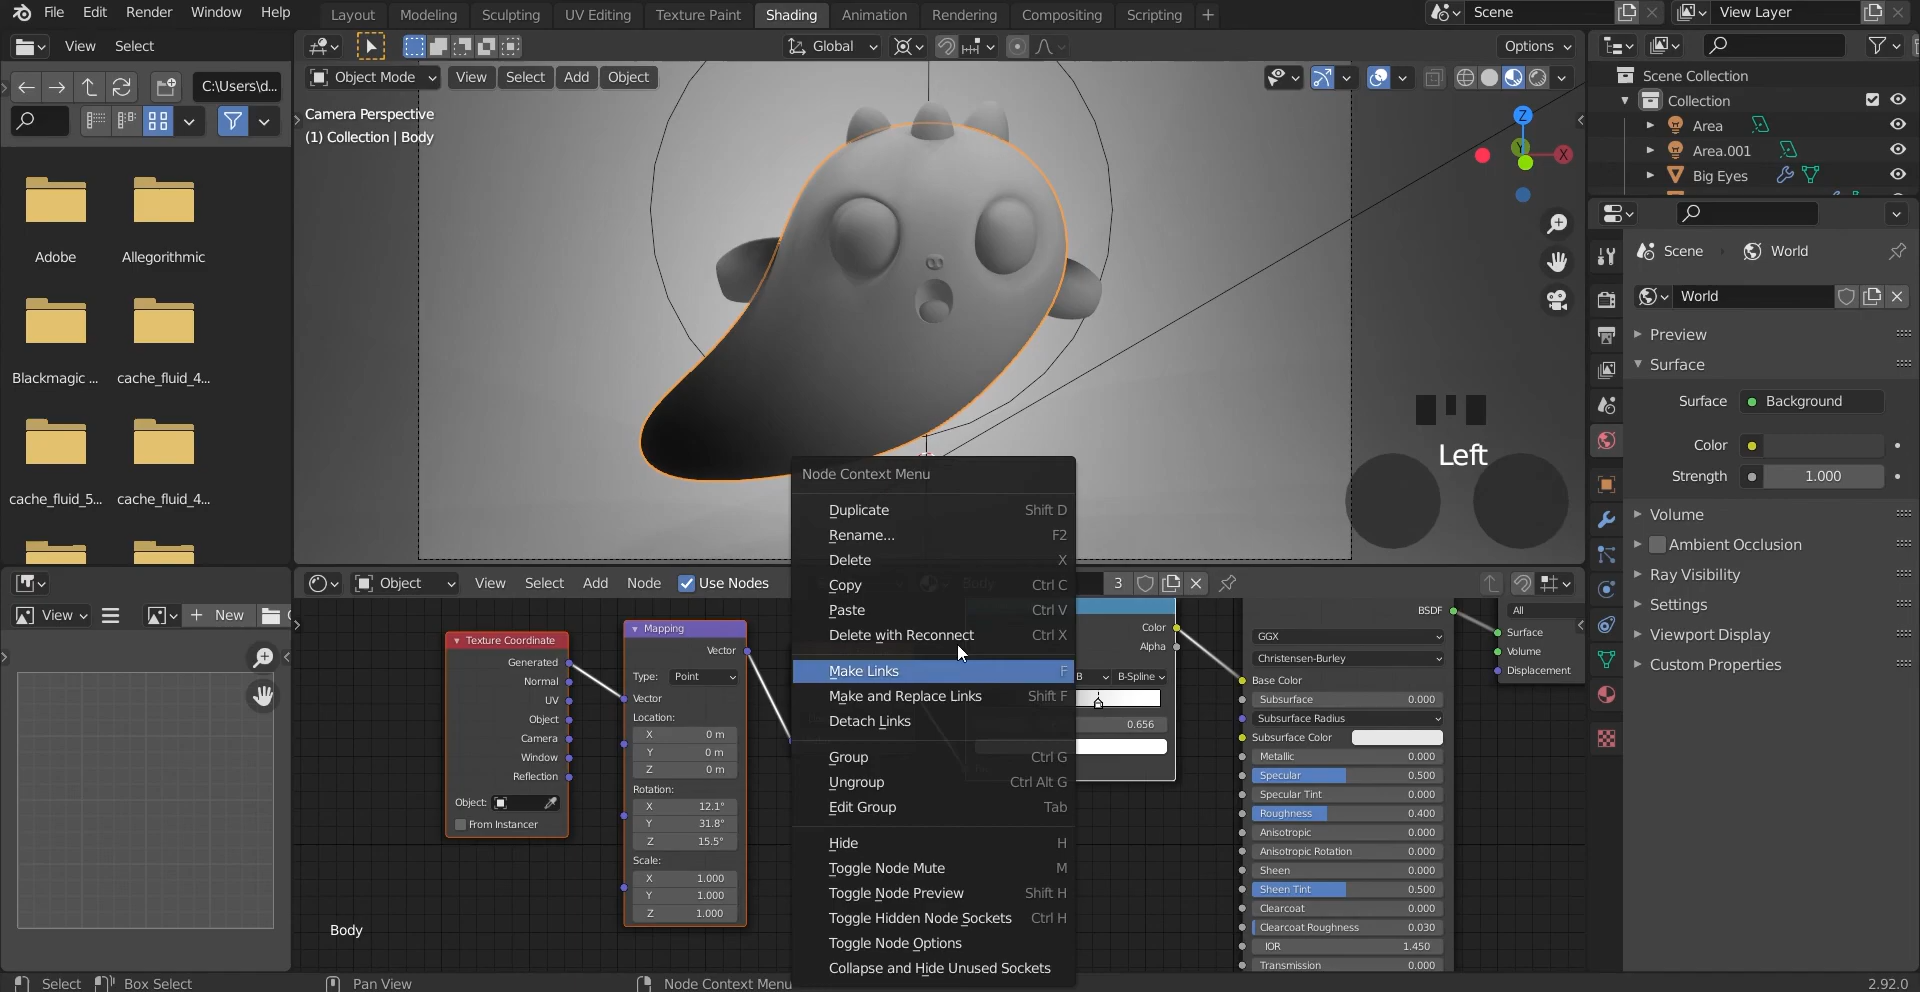 File Edit Render Window Help
Layout Modeling Sculpting UV Editing Texture Paint Shading Animation Rendering Compositing Scripting +
Scene
View Layer
View Select
Global
Options
C:\Users\d...
Object Mode View Select Add Object
Camera Perspective
(1) Collection | Body
Z
Y
X
Adobe
Allegorithmic
Blackmagic ...
cache_fluid_4...
cache_fluid_5...
cache_fluid_4...
Scene Collection
Collection
Area
Area.001
Big Eyes
Scene
World
World
Preview
Surface
Surface Background
Color
Strength 1.000
Volume
Ambient Occlusion
Ray Visibility
Settings
Viewport Display
Custom Properties
Left
Node Context Menu
Duplicate Shift D
Rename... F2
Delete X
Copy Ctrl C
Paste Ctrl V
Delete with Reconnect Ctrl X
Make Links F
Make and Replace Links Shift F
Detach Links
Group Ctrl G
Ungroup Ctrl Alt G
Edit Group Tab
Hide H
Toggle Node Mute M
Toggle Node Preview Shift H
Toggle Hidden Node Sockets Ctrl H
Toggle Node Options
Collapse and Hide Unused Sockets
View
+ New
Object View Select Add Node Use Nodes
Body
3
Texture Coordinate
Generated
Normal
UV
Object
Camera
Window
Reflection
Object:
From Instancer
Mapping
Vector
Type: Point
Vector
Location:
X 0 m
Y 0 m
Z 0 m
Rotation:
X 12.1°
Y 31.8°
Z 15.5°
Scale:
X 1.000
Y 1.000
Z 1.000
Color
Alpha
B B-Spline
0.656
BSDF
GGX
Christensen-Burley
Base Color
Subsurface 0.000
Subsurface Radius
Subsurface Color
Metallic 0.000
Specular 0.500
Specular Tint 0.000
Roughness 0.400
Anisotropic 0.000
Anisotropic Rotation 0.000
Sheen 0.000
Sheen Tint 0.500
Clearcoat 0.000
Clearcoat Roughness 0.030
IOR 1.450
Transmission 0.000
All
Surface
Volume
Displacement
Body
Select Box Select Pan View Node Context Menu
2.92.0